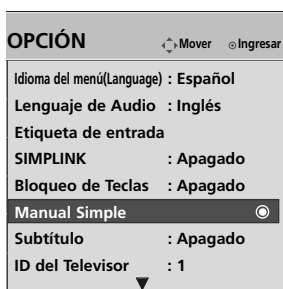 OPCIÓN Mover Ingresar
Idioma del menú(Language) : Español
Lenguaje de Audio : Inglés
Etiqueta de entrada
SIMPLINK : Apagado
Bloqueo de Teclas : Apagado
Manual Simple
Subtítulo : Apagado
ID del Televisor : 1